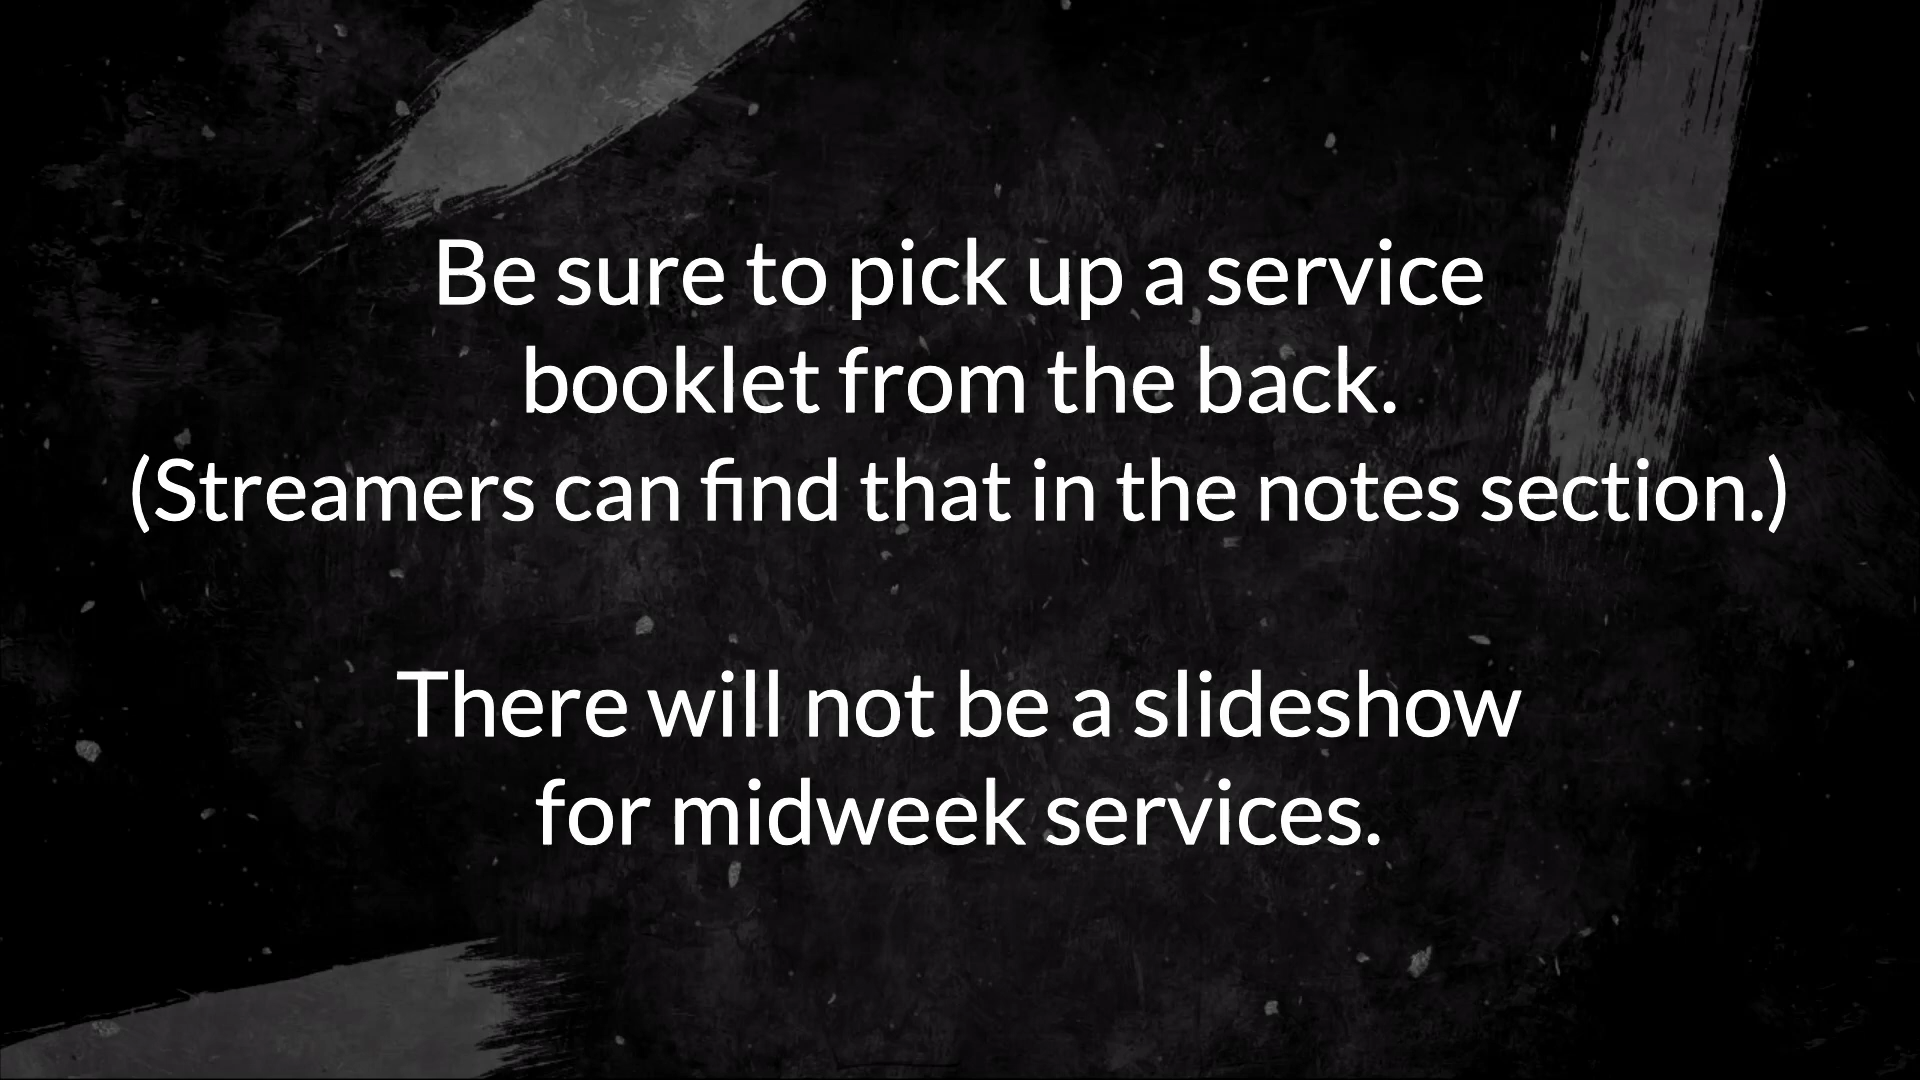 Be sure to pick up a service
booklet from the back.
(Streamers can find that in the notes section.)
There will not be a slideshow
for midweek services.